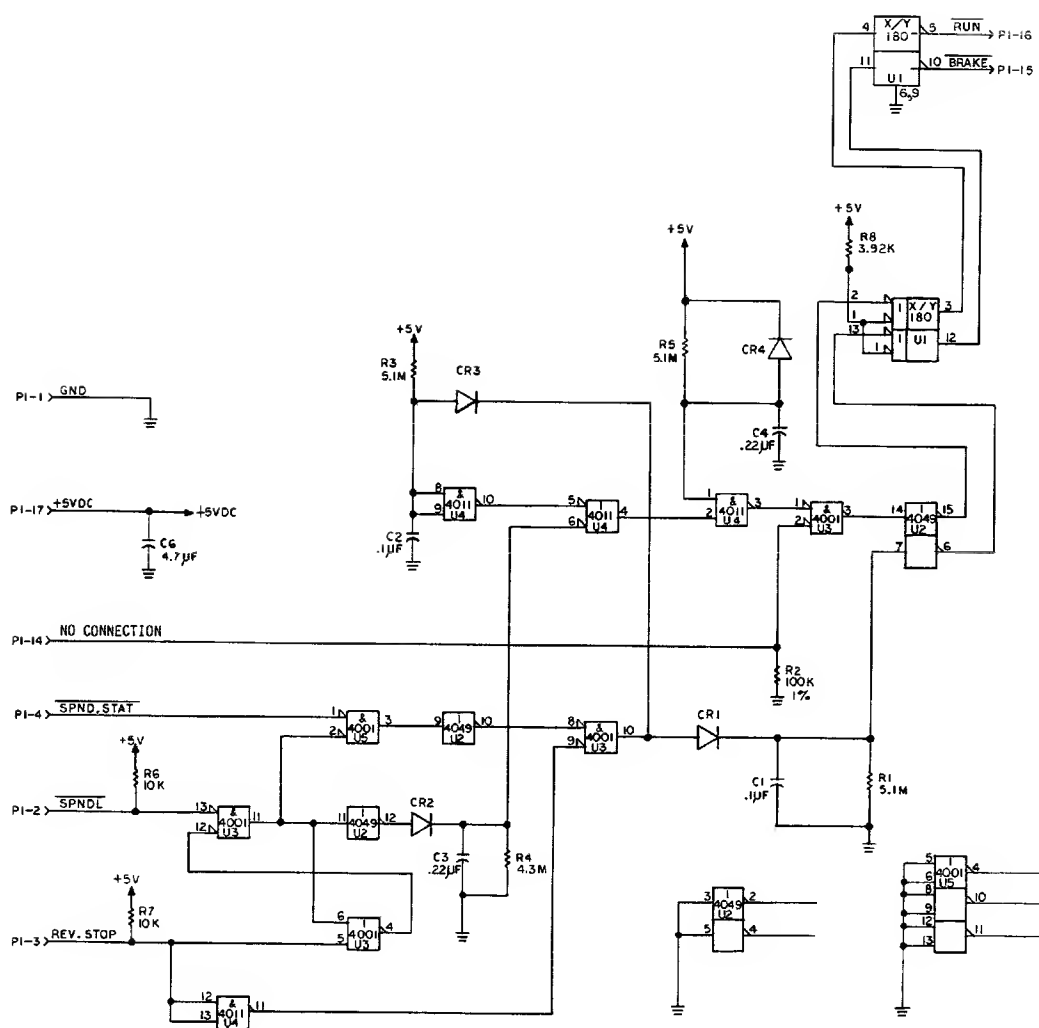 4 X/Y 180 5 RUN P1-16
11 U1 10 BRAKE P1-15
6,9
+5V
R8
3.92K
+5V
2 1 X/Y 180 3
1
13 1 U1 12
1
+5V
R3
5.1M
CR3
R5
5.1M
CR4
P1-1 GND
C4
.22µF
8 & 10
9 4011
U4
5 1 4
6 4011
U4
1 & 3
2 4011
U4
1 & 3
2 4001
U3
14 1 15
4049
U2
7 6
P1-17 +5VDC +5VDC
C6
4.7µF
C2
.1µF
P1-14 NO CONNECTION
R2
100K
1%
P1-4 SPND.STAT
1 & 3
2 4001
U5
9 1 10
4049
U2
8 & 10
9 4001
U3
CR1
C1
.1µF
R1
5.1M
+5V
R6
10K
P1-2 SPNDL
13 & 11
12 4001
U3
11 1 12
4049
U2
CR2
C3
.22µF
R4
4.3M
+5V
R7
10K
P1-3 REV. STOP
6 1 4
5 4001
U3
12 & 11
13 4011
U4
3 1 2
4049
U2
5 4
5 1 4
6 4001
U5
8 10
9
12 11
13